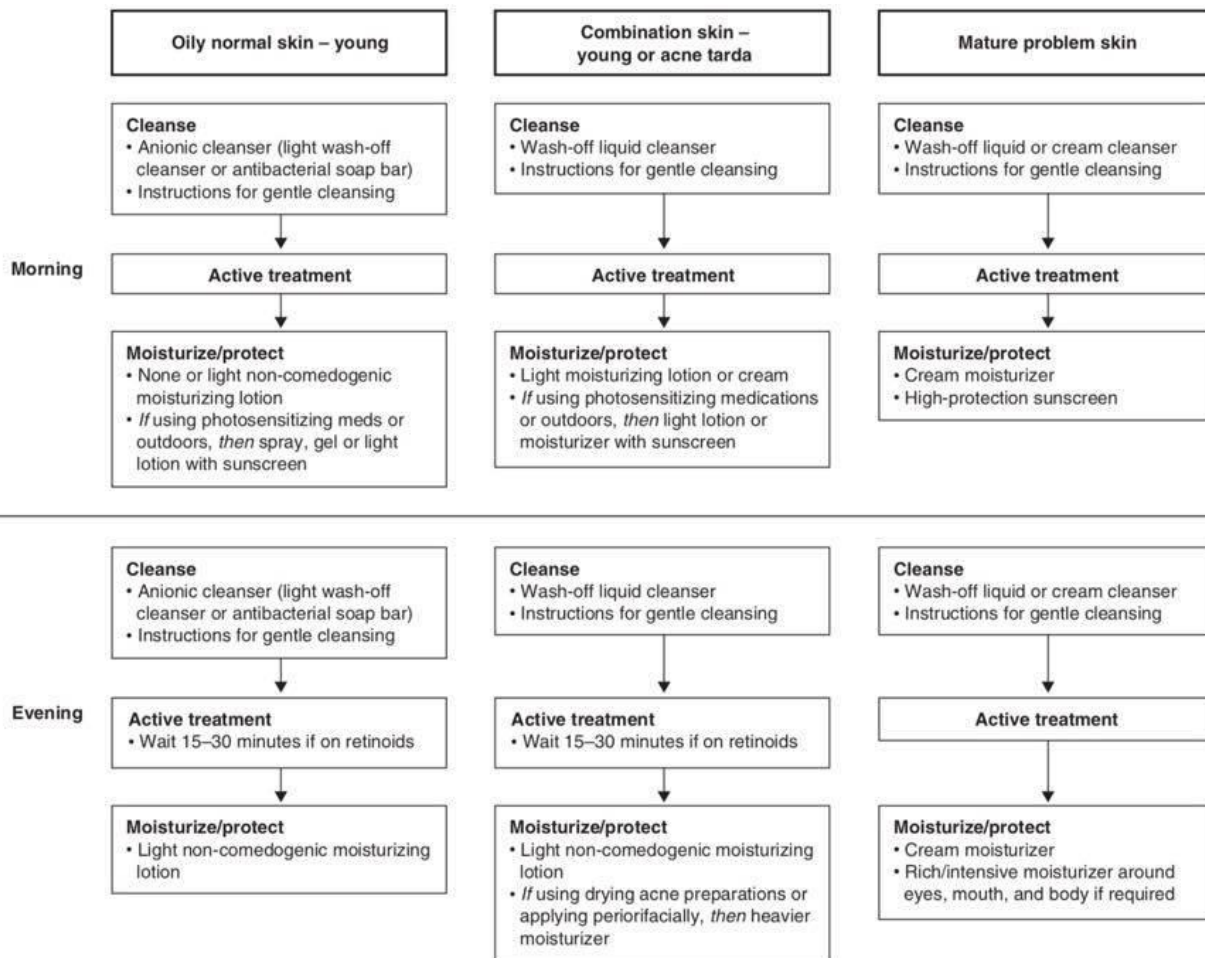 Oily normal skin – young
Combination skin –
young or acne tarda
Mature problem skin
Morning
Cleanse
• Anionic cleanser (light wash-off
cleanser or antibacterial soap bar)
• Instructions for gentle cleansing
Cleanse
• Wash-off liquid cleanser
• Instructions for gentle cleansing
Cleanse
• Wash-off liquid or cream cleanser
• Instructions for gentle cleansing
Active treatment
Active treatment
Active treatment
Moisturize/protect
• None or light non-comedogenic
moisturizing lotion
• If using photosensitizing meds or
outdoors, then spray, gel or light
lotion with sunscreen
Moisturize/protect
• Light moisturizing lotion or cream
• If using photosensitizing medications
or outdoors, then light lotion or
moisturizer with sunscreen
Moisturize/protect
• Cream moisturizer
• High-protection sunscreen
Evening
Cleanse
• Anionic cleanser (light wash-off
cleanser or antibacterial soap bar)
• Instructions for gentle cleansing
Cleanse
• Wash-off liquid cleanser
• Instructions for gentle cleansing
Cleanse
• Wash-off liquid or cream cleanser
• Instructions for gentle cleansing
Active treatment
• Wait 15–30 minutes if on retinoids
Active treatment
• Wait 15–30 minutes if on retinoids
Active treatment
Moisturize/protect
• Light non-comedogenic moisturizing
lotion
Moisturize/protect
• Light non-comedogenic moisturizing
lotion
• If using drying acne preparations or
applying periorifacially, then heavier
moisturizer
Moisturize/protect
• Cream moisturizer
• Rich/intensive moisturizer around
eyes, mouth, and body if required